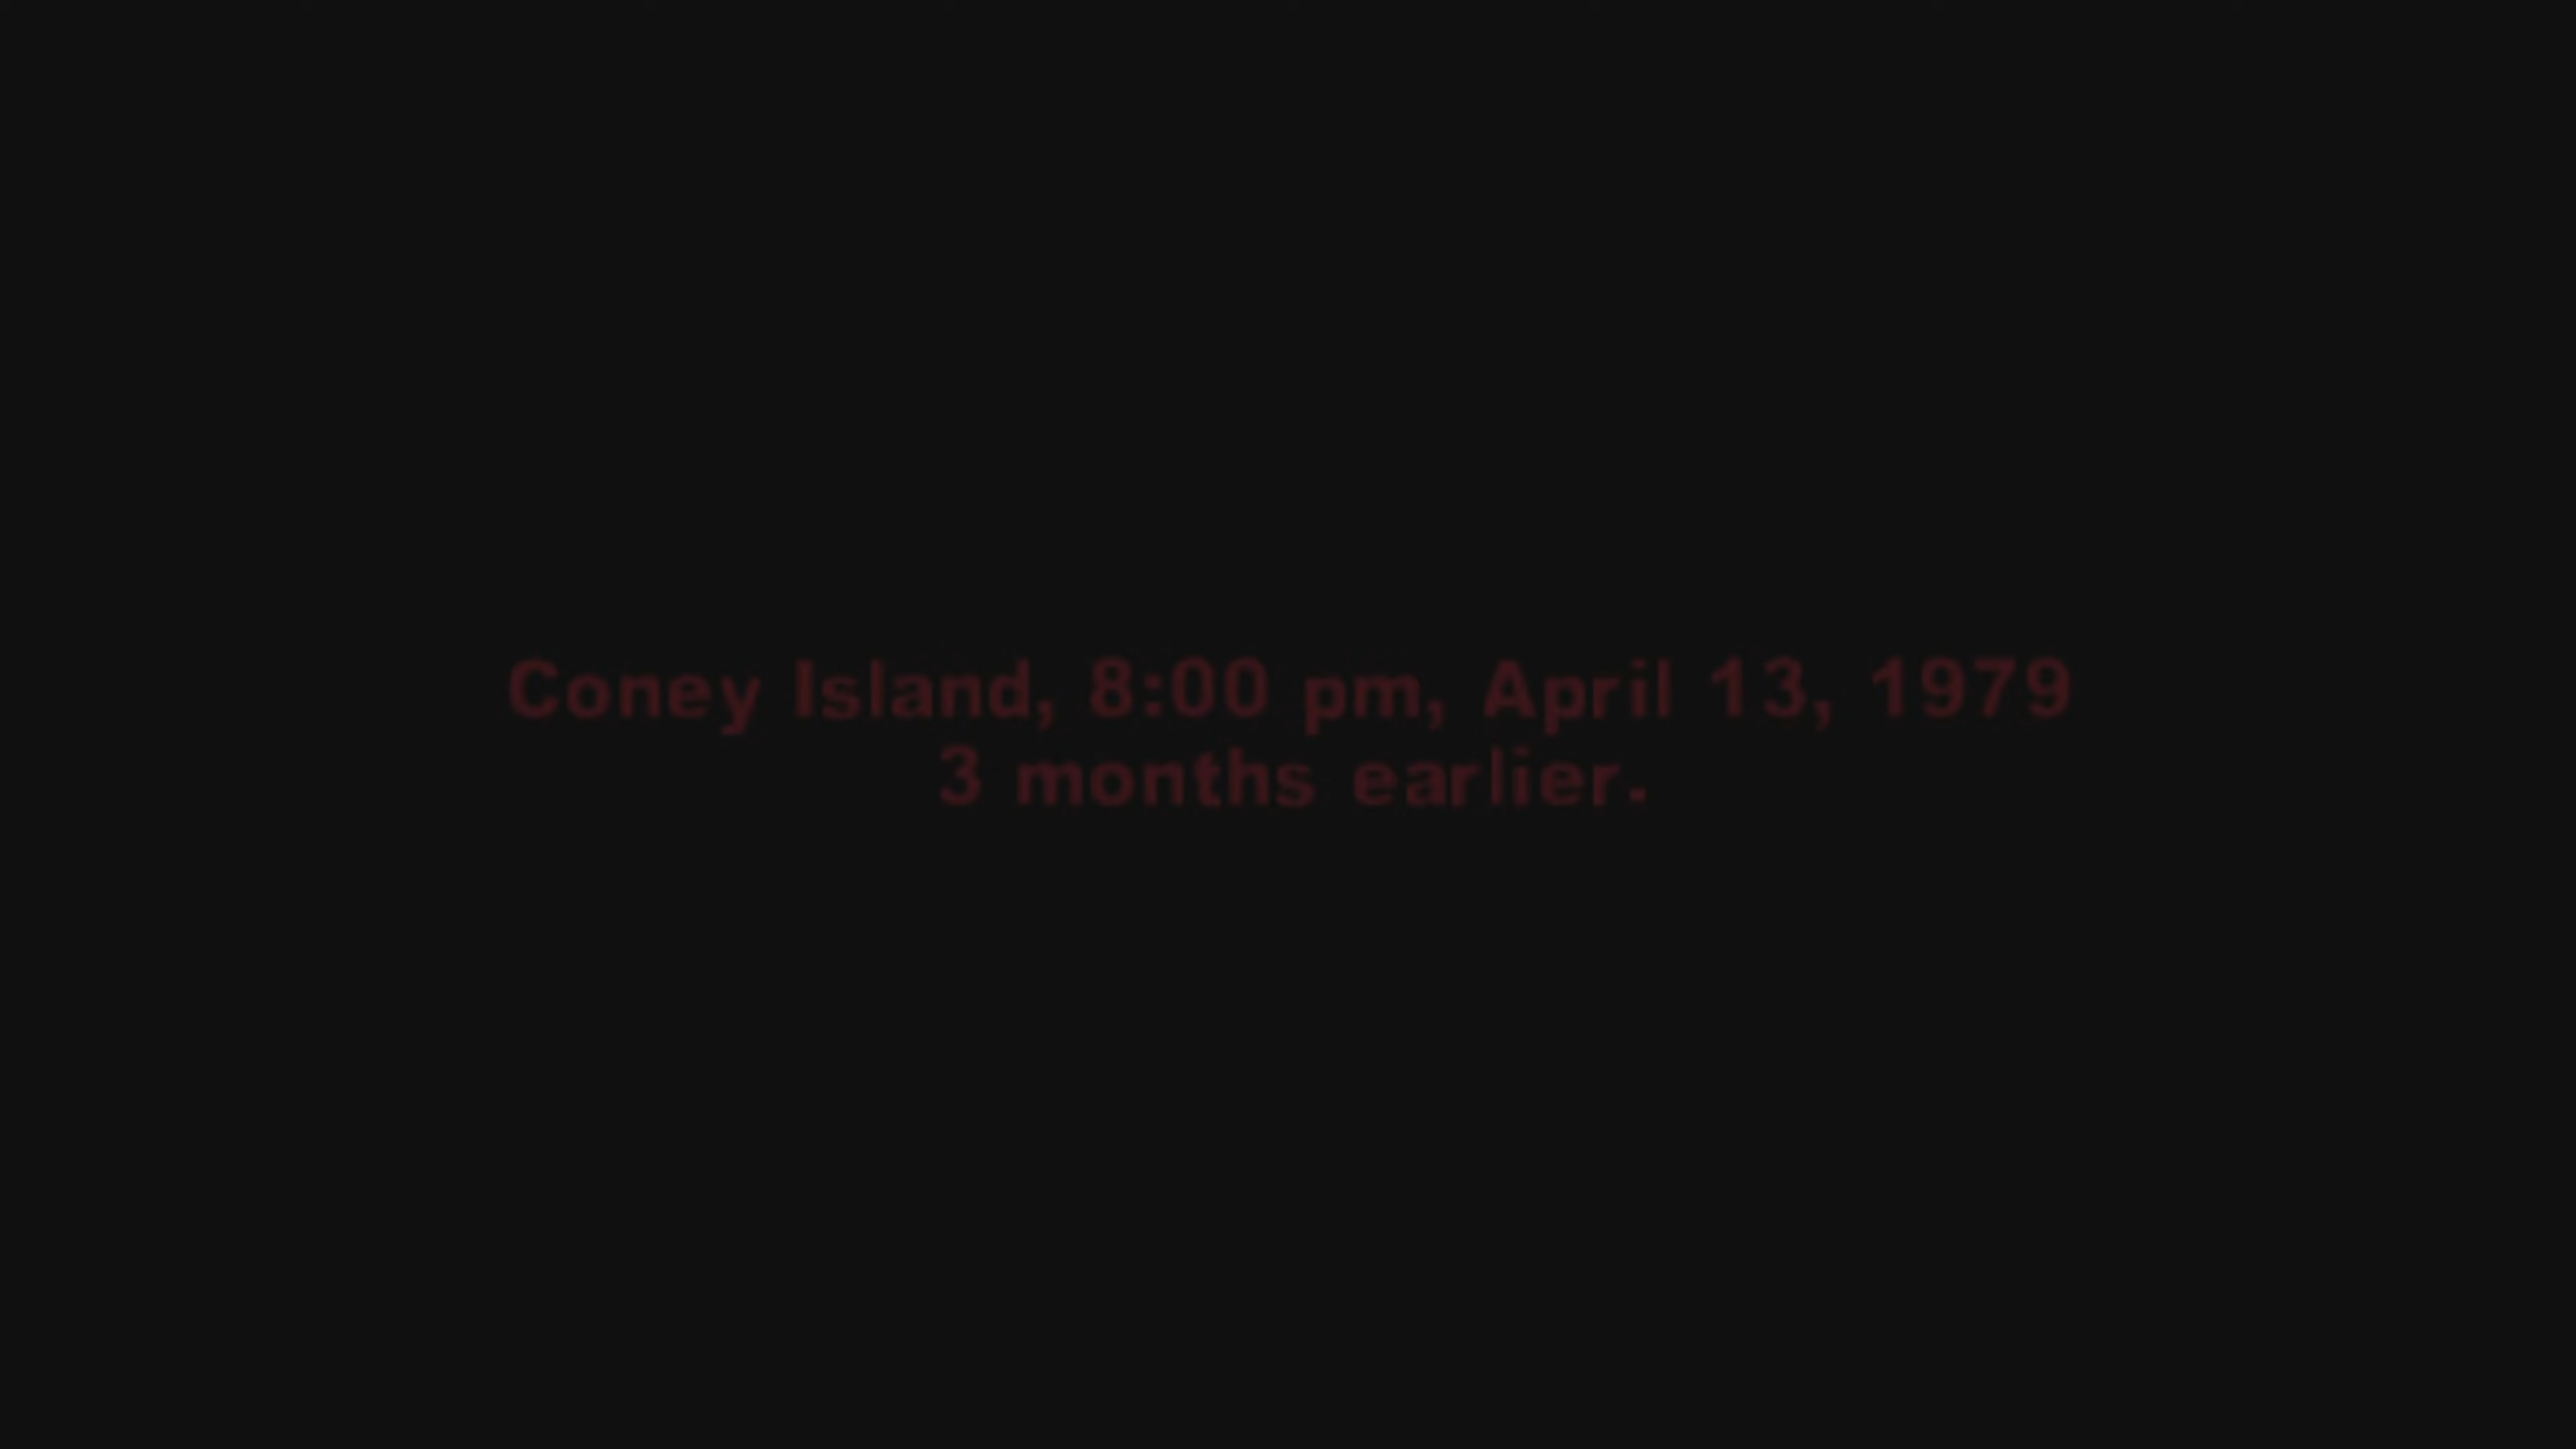 Coney Island, 8:00 pm, April 13, 1979
3 months earlier.